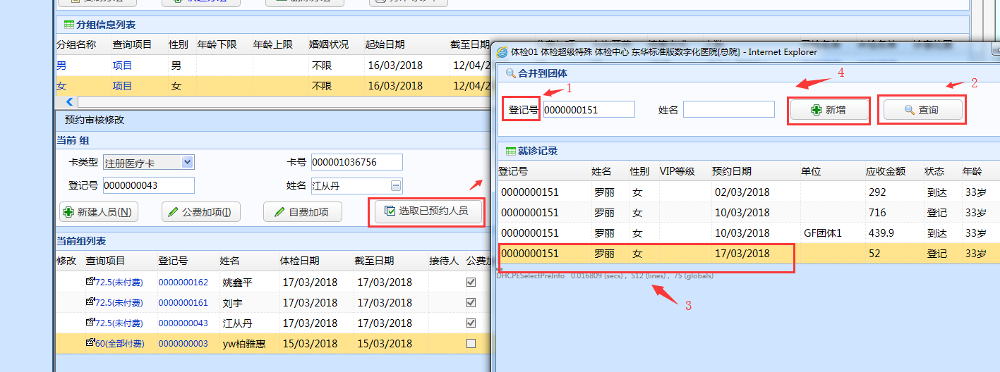 分组信息列表
分组名称 查询项目 性别 年龄下限 年龄上限 婚姻状况 起始日期 截至日期
男 项目 男 不限 16/03/2018 12/04/2
女 项目 女 不限 16/03/2018 12/04/2
预约审核修改
当前 组
卡类型 注册医疗卡 卡号 000001036756
登记号 0000000043 姓名 江从丹
新建人员(N) 公费加项(I) 自费加项 选取已预约人员
当前组列表
修改 查询项目 登记号 姓名 体检日期 截至日期 接待人 公费加
72.5(未付费) 0000000162 姚鑫平 17/03/2018 17/03/2018
72.5(未付费) 0000000161 刘宇 17/03/2018 17/03/2018
72.5(未付费) 0000000043 江从丹 17/03/2018 17/03/2018
60(全部付费) 0000000003 yw柏雅惠 15/03/2018 15/03/2018
体检01 体检超级特殊 体检中心 东华标准版数字化医院[总院] - Internet Explorer
合并到团体
1 4 2
登记号 0000000151 姓名 新增 查询
就诊记录
登记号 姓名 性别 VIP等级 预约日期 单位 应收金额 状态 年龄
0000000151 罗丽 女 02/03/2018 292 到达 33岁
0000000151 罗丽 女 10/03/2018 716 登记 33岁
0000000151 罗丽 女 10/03/2018 GF团体1 439.9 到达 33岁
0000000151 罗丽 女 17/03/2018 52 登记 33岁
DHCPESelectPreInfo 0.016809 (secs) , 512 (lines) , 75 (globals)
3